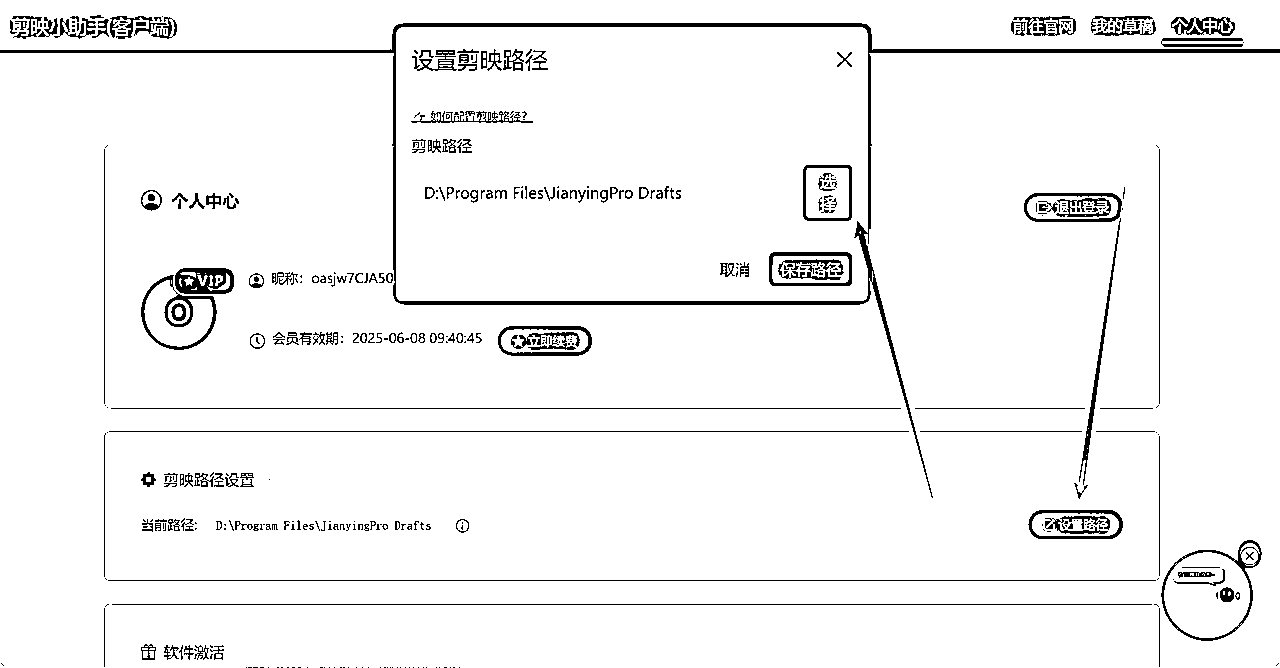 剪映小助手(客户端)
前往官网 我的草稿 个人中心
设置剪映路径
如何配置剪映路径?
剪映路径
D:\Program Files\JianyingPro Drafts
选择
取消 保存路径
个人中心
退出登录
VIP
昵称: oasjw7CJA50
会员有效期: 2025-06-08 09:40:45 立即续费
剪映路径设置
当前路径: D:\Program Files\JianyingPro Drafts
设置路径
软件激活